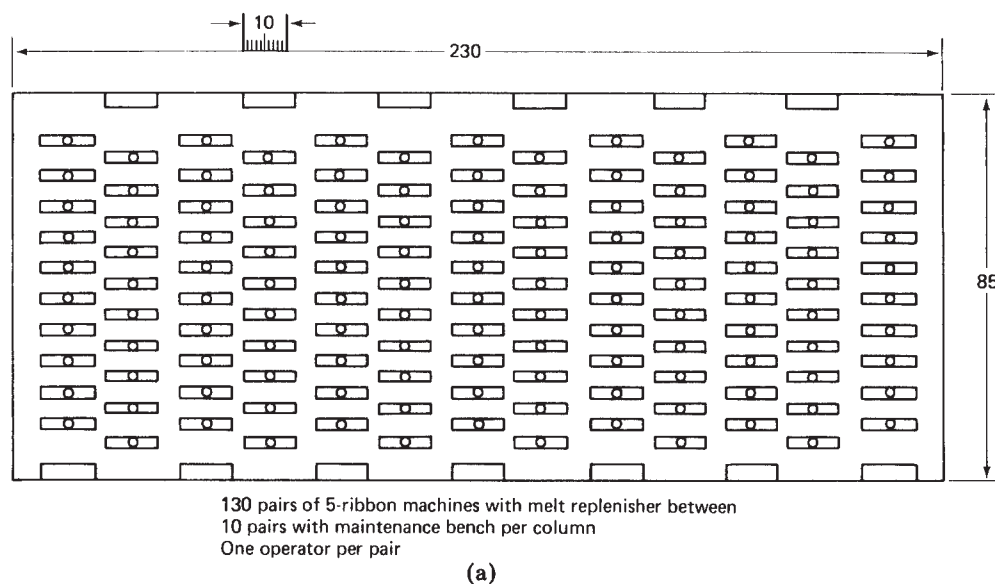 10
230
85
130 pairs of 5-ribbon machines with melt replenisher between
10 pairs with maintenance bench per column
One operator per pair
(a)